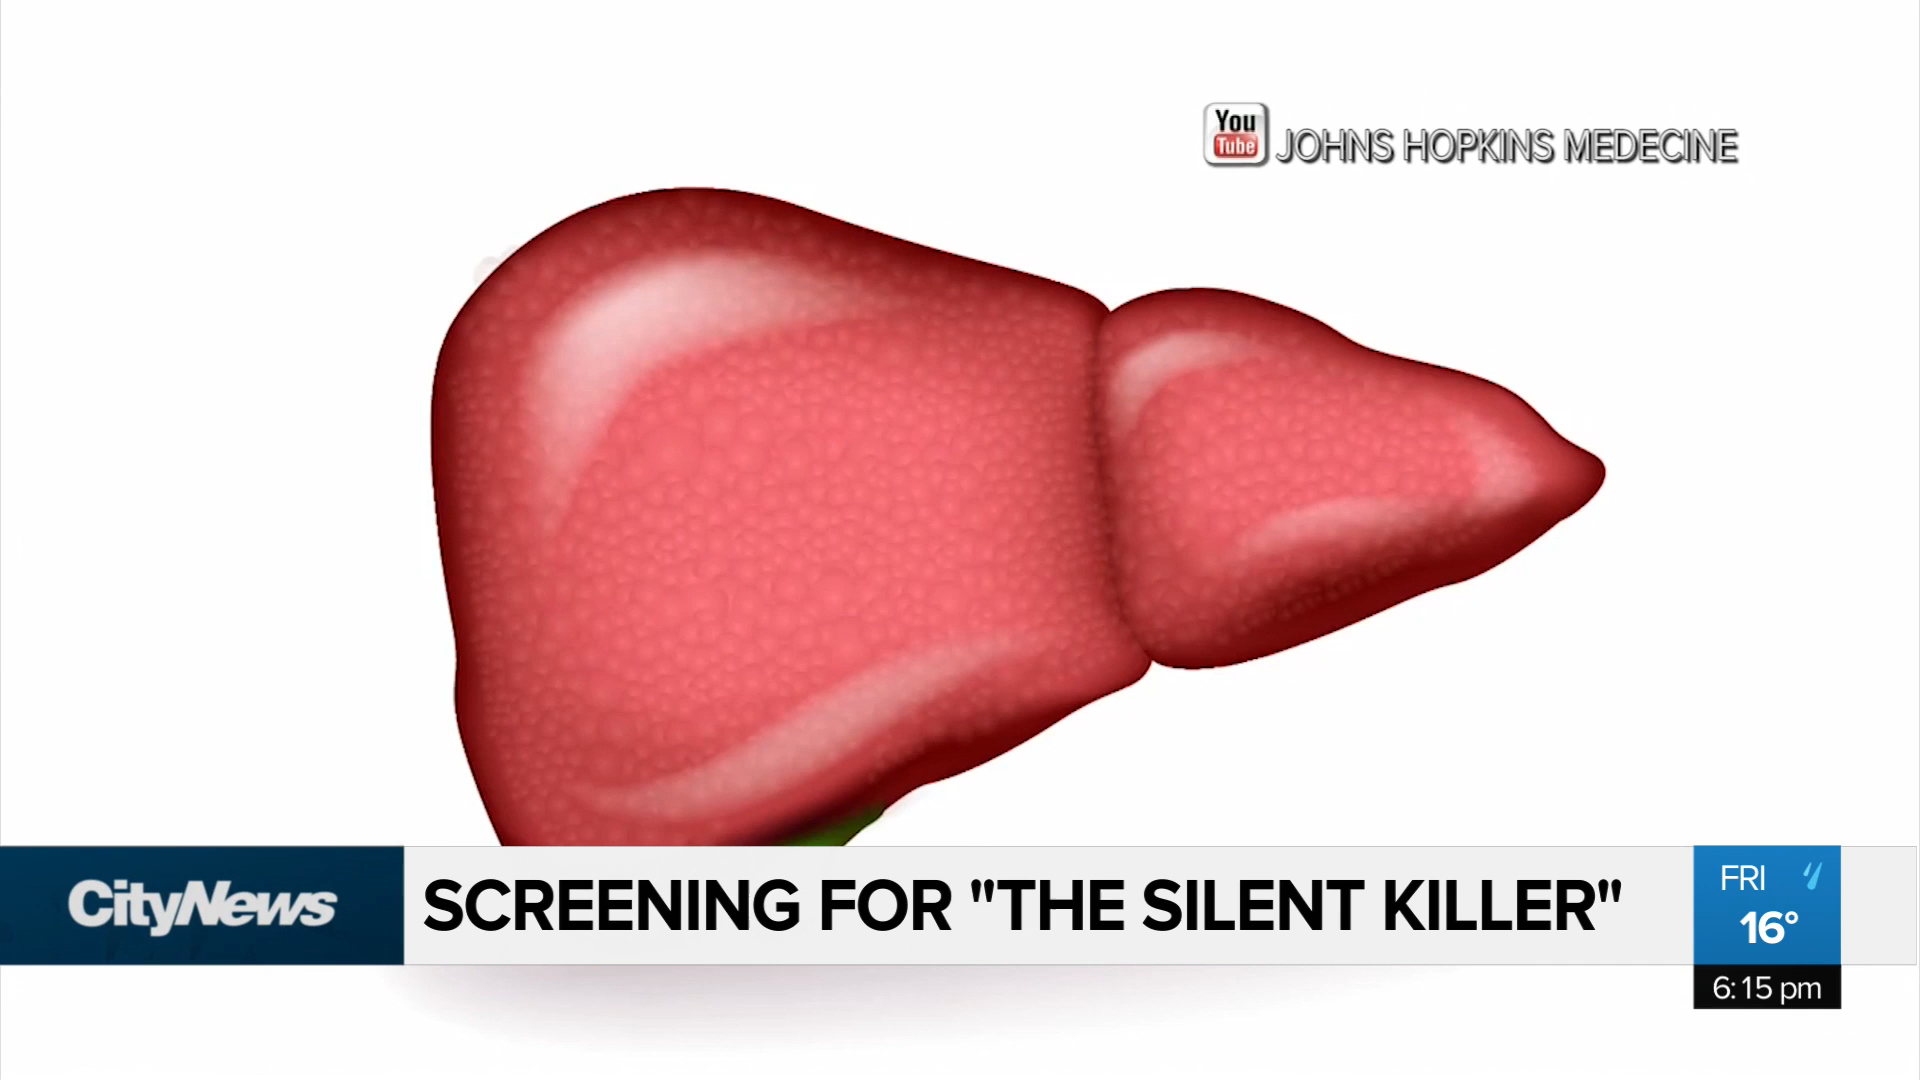 You
Tube
JOHNS HOPKINS MEDECINE
CityNews
SCREENING FOR "THE SILENT KILLER"
FRI
16°
6:15 pm